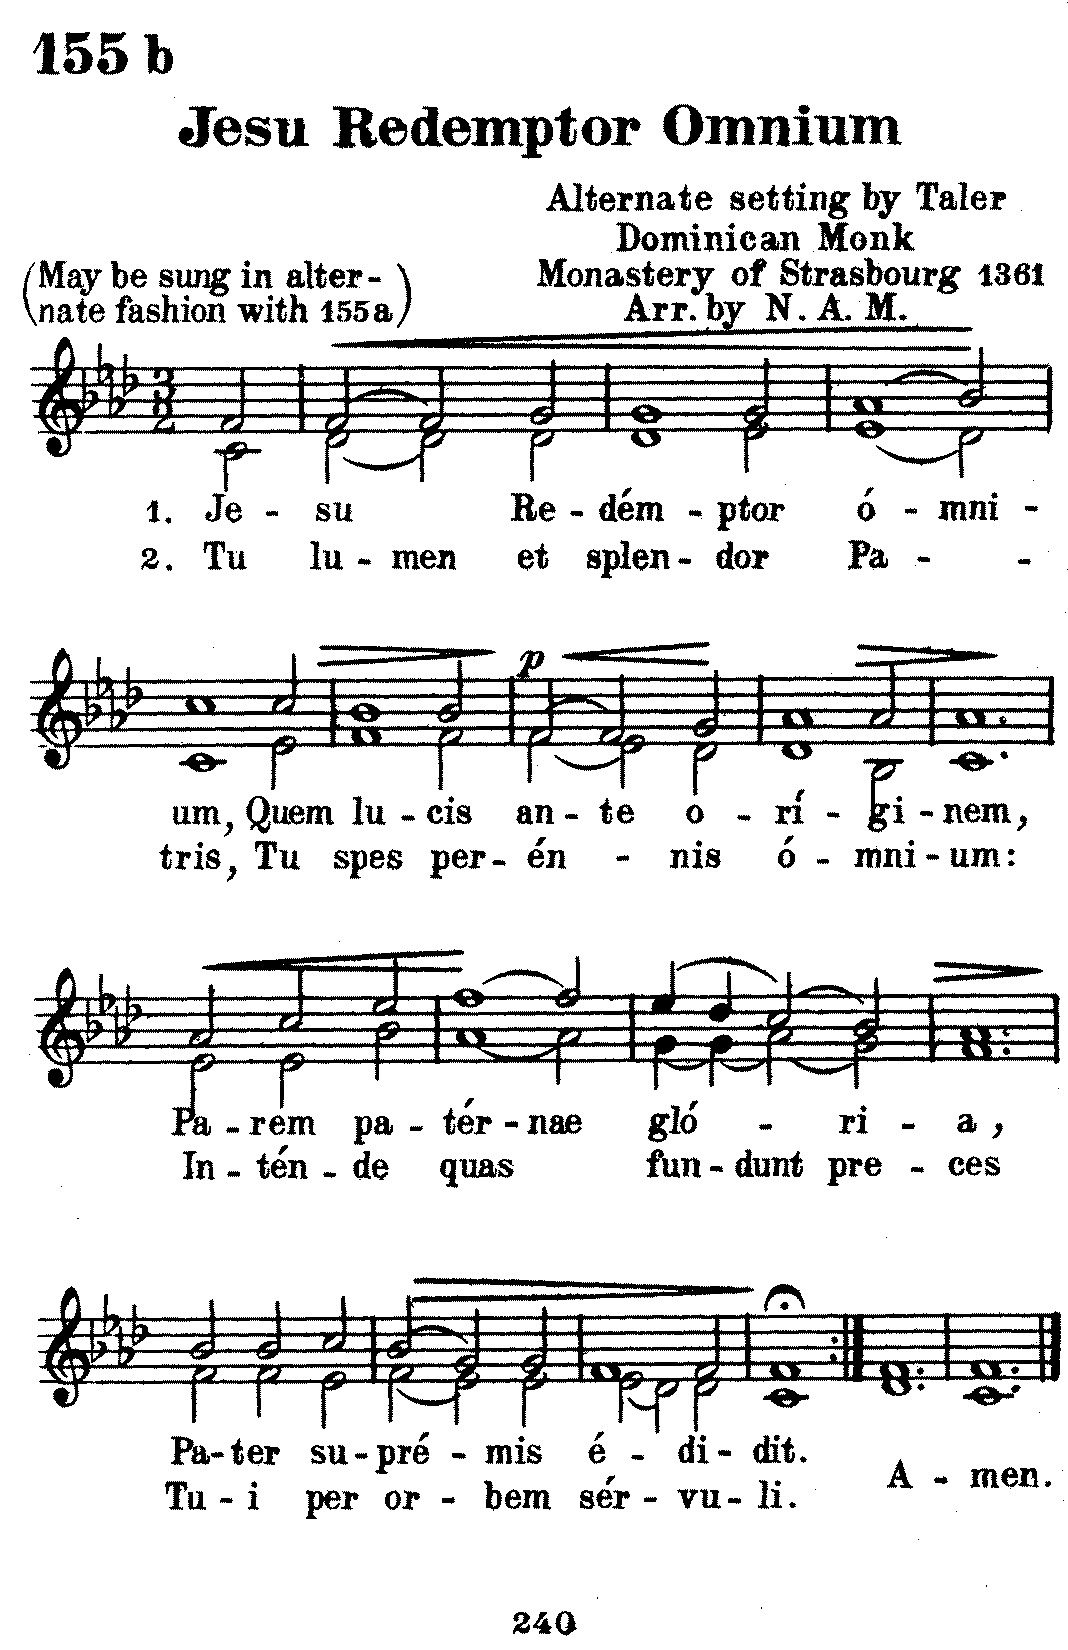 155 b
Jesu Redemptor Omnium
Alternate setting by Taler
Dominican Monk
Monastery of Strasbourg 1361
Arr. by N. A. M.
(May be sung in alter-
nate fashion with 155a)
1. Je - su Re - dém - ptor ó - mni -
2. Tu lu - men et splen - dor Pa - -
p
um, Quem lu - cis an - te o - rí - gi - nem,
tris, Tu spes per - én - nis ó - mni - um:
Pa - rem pa - tér - nae gló - ri - a,
In - tén - de quas fun - dunt pre - ces
Pa - ter su - pré - mis é - di - dit.
A - men.
Tu - i per or - bem sér - vu - li.
240